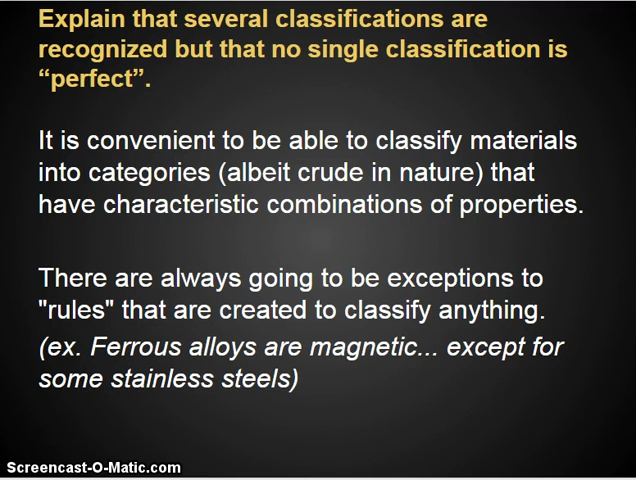 Explain that several classifications are
recognized but that no single classification is
“perfect”.
It is convenient to be able to classify materials
into categories (albeit crude in nature) that
have characteristic combinations of properties.
There are always going to be exceptions to
"rules" that are created to classify anything.
(ex. Ferrous alloys are magnetic... except for
some stainless steels)
Screencast-O-Matic.com